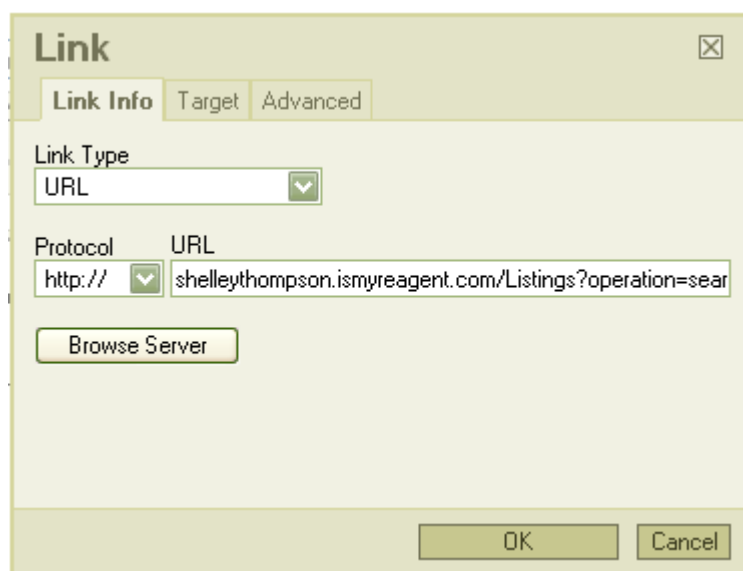 Link
Link Info Target Advanced
Link Type
URL
Protocol URL
http:// shelleythompson.ismyreagent.com/Listings?operation=sear
Browse Server
OK Cancel